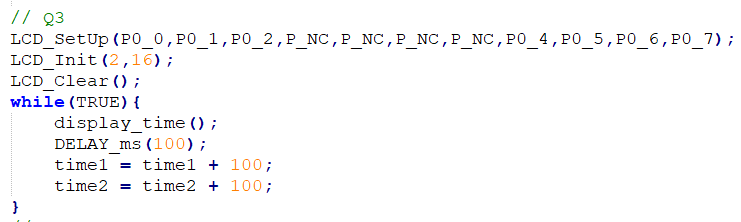 // Q3
LCD_SetUp(P0_0,P0_1,P0_2,P_NC,P_NC,P_NC,P_NC,P0_4,P0_5,P0_6,P0_7);
LCD_Init(2,16);
LCD_Clear();
while(TRUE){
    display_time();
    DELAY_ms(100);
    time1 = time1 + 100;
    time2 = time2 + 100;
}